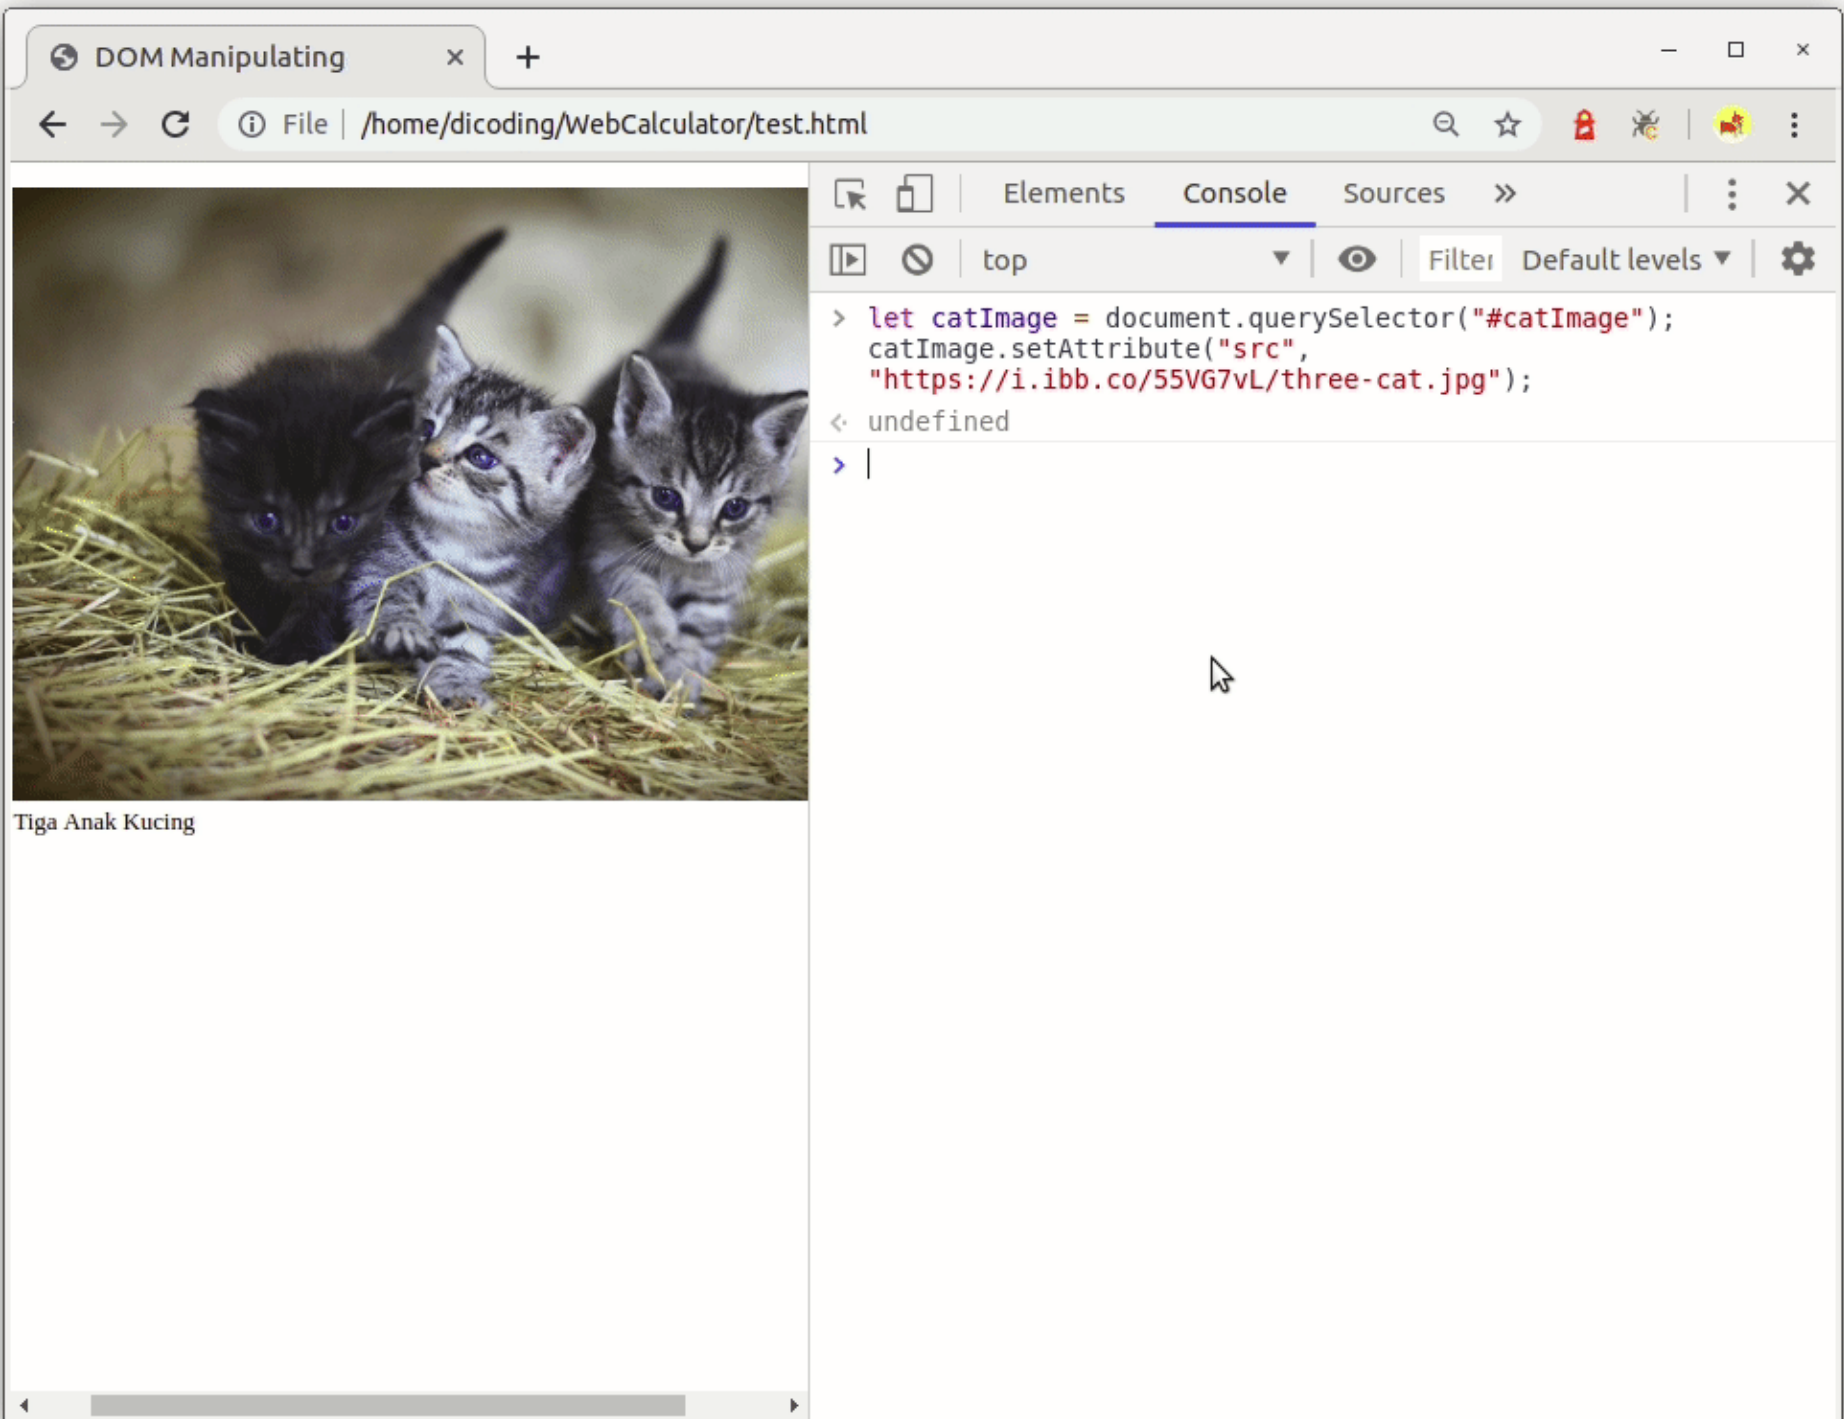 DOM Manipulating
File /home/dicoding/WebCalculator/test.html
Elements Console Sources
top Filter Default levels
let catImage = document.querySelector("#catImage");
catImage.setAttribute("src",
"https://i.ibb.co/55VG7vL/three-cat.jpg");
undefined
Tiga Anak Kucing